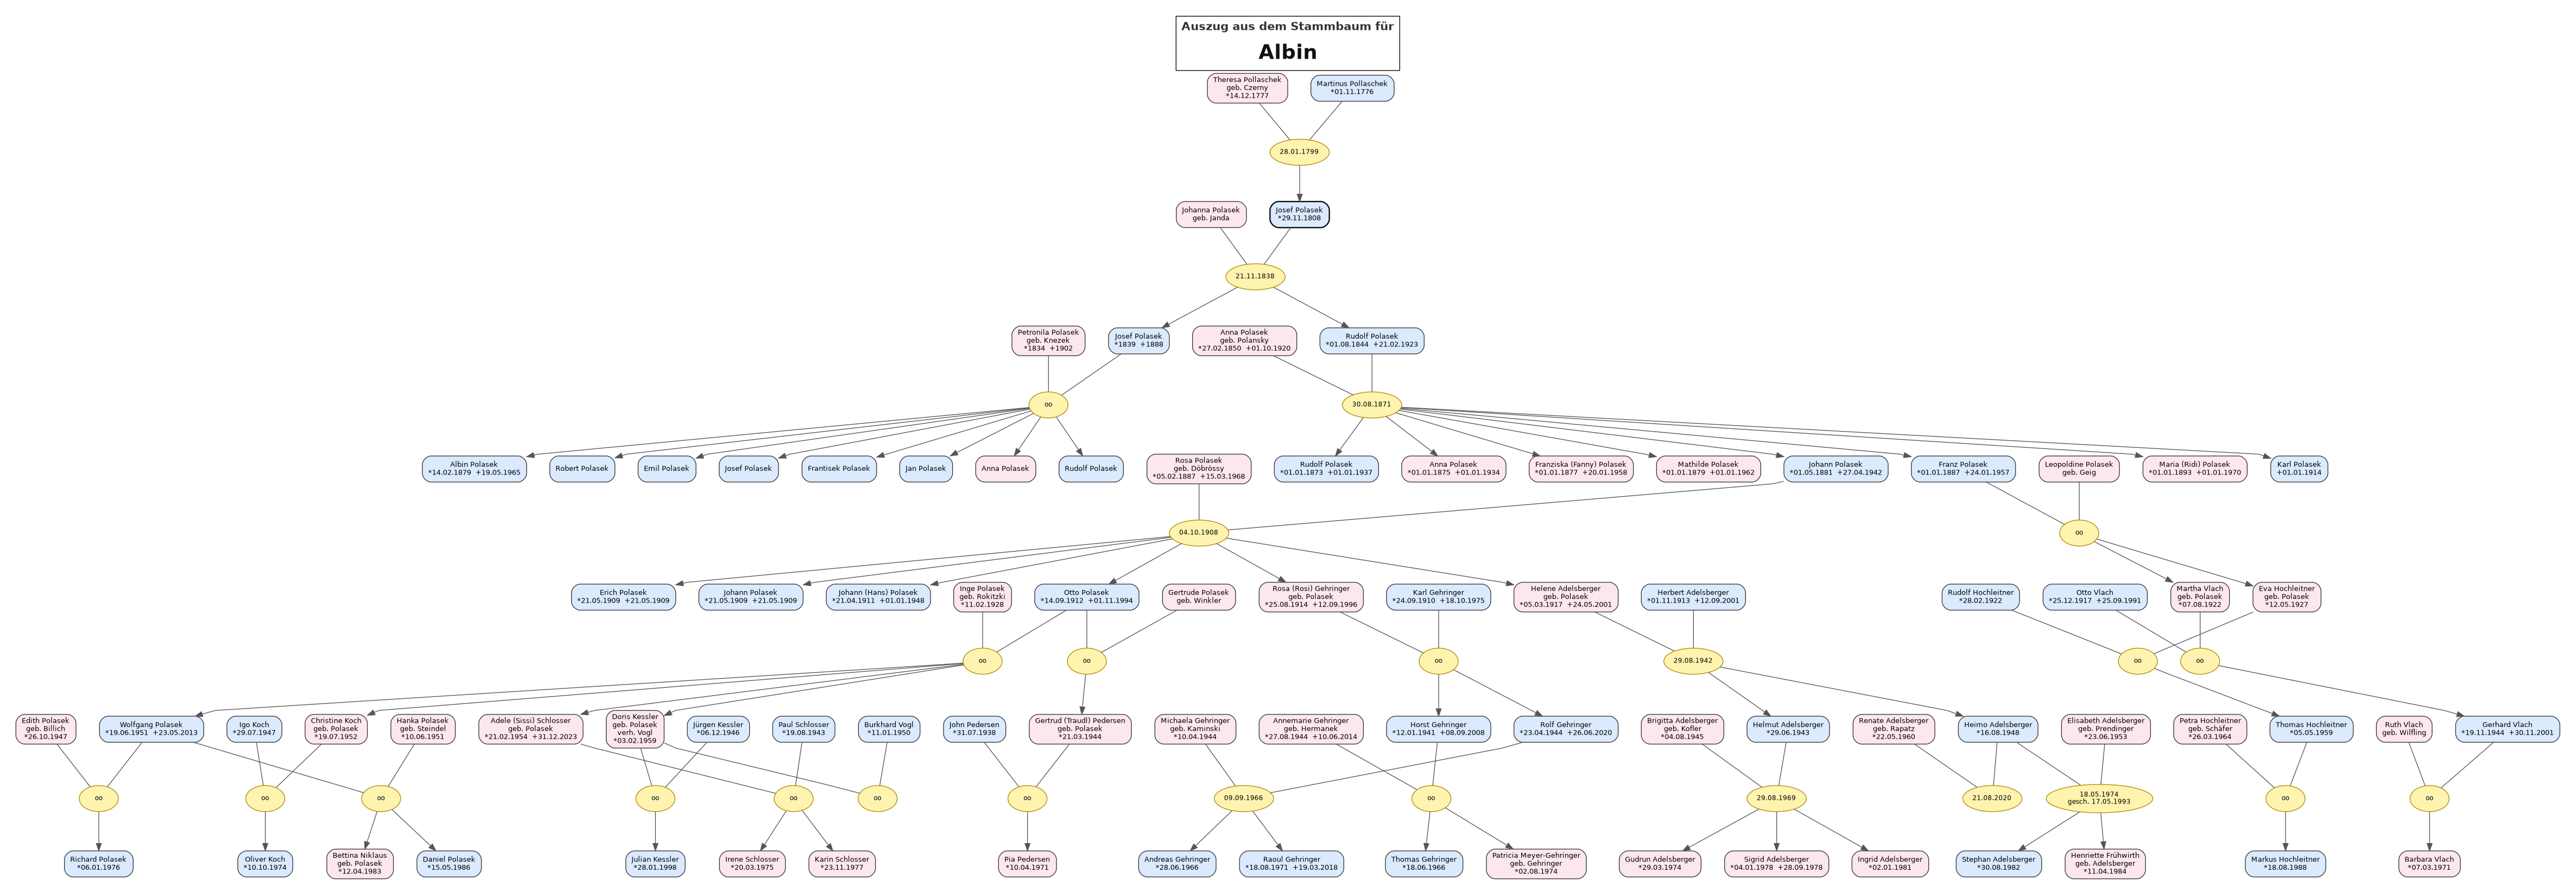 Auszug aus dem Stammbaum für
Albin
Theresa Pollaschek
geb. Czerny
*14.12.1777
Martinus Pollaschek
*01.11.1776
28.01.1799
Johanna Polasek
geb. Janda
Josef Polasek
*29.11.1808
21.11.1838
Petronila Polasek
geb. Knezek
*1834 +1902
Josef Polasek
*1839 +1888
Anna Polasek
geb. Polansky
*27.02.1850 +01.10.1920
Rudolf Polasek
*01.08.1844 +21.02.1923
oo
30.08.1871
Albin Polasek
*14.02.1879 +19.05.1965
Robert Polasek
Emil Polasek
Josef Polasek
Frantisek Polasek
Jan Polasek
Anna Polasek
Rudolf Polasek
Rosa Polasek
geb. Döbrössy
*05.02.1887 +15.03.1968
Rudolf Polasek
*01.01.1873 +01.01.1937
Anna Polasek
*01.01.1875 +01.01.1934
Franziska (Fanny) Polasek
*01.01.1877 +20.01.1958
Mathilde Polasek
*01.01.1879 +01.01.1962
Johann Polasek
*01.05.1881 +27.04.1942
Franz Polasek
*01.01.1887 +24.01.1957
Leopoldine Polasek
geb. Geig
Maria (Ridi) Polasek
*01.01.1893 +01.01.1970
Karl Polasek
+01.01.1914
04.10.1908
oo
Erich Polasek
*21.05.1909 +21.05.1909
Johann Polasek
*21.05.1909 +21.05.1909
Johann (Hans) Polasek
*21.04.1911 +01.01.1948
Inge Polasek
geb. Rokitzki
*11.02.1928
Otto Polasek
*14.09.1912 +01.11.1994
Gertrude Polasek
geb. Winkler
Rosa (Rosi) Gehringer
geb. Polasek
*25.08.1914 +12.09.1996
Karl Gehringer
*24.09.1910 +18.10.1975
Helene Adelsberger
geb. Polasek
*05.03.1917 +24.05.2001
Herbert Adelsberger
*01.11.1913 +12.09.2001
Rudolf Hochleitner
*28.02.1922
Otto Vlach
*25.12.1917 +25.09.1991
Martha Vlach
geb. Polasek
*07.08.1922
Eva Hochleitner
geb. Polasek
*12.05.1927
oo
oo
oo
29.08.1942
oo
oo
Edith Polasek
geb. Billich
*26.10.1947
Wolfgang Polasek
*19.06.1951 +23.05.2013
Igo Koch
*29.07.1947
Christine Koch
geb. Polasek
*19.07.1952
Hanka Polasek
geb. Steindel
*10.06.1951
Adele (Sissi) Schlosser
geb. Polasek
*21.02.1954 +31.12.2023
Doris Kessler
geb. Polasek
verh. Vogl
*03.02.1959
Jürgen Kessler
*06.12.1946
Paul Schlosser
*19.08.1943
Burkhard Vogl
*11.01.1950
John Pedersen
*31.07.1938
Gertrud (Traudl) Pedersen
geb. Polasek
*21.03.1944
Michaela Gehringer
geb. Kaminski
*10.04.1944
Annemarie Gehringer
geb. Hermanek
*27.08.1944 +10.06.2014
Horst Gehringer
*12.01.1941 +08.09.2008
Rolf Gehringer
*23.04.1944 +26.06.2020
Brigitta Adelsberger
geb. Kofler
*04.08.1945
Helmut Adelsberger
*29.06.1943
Renate Adelsberger
geb. Rapatz
*22.05.1960
Heimo Adelsberger
*16.08.1948
Elisabeth Adelsberger
geb. Prendinger
*23.06.1953
Petra Hochleitner
geb. Schäfer
*26.03.1964
Thomas Hochleitner
*05.05.1959
Ruth Vlach
geb. Wilfling
Gerhard Vlach
*19.11.1944 +30.11.2001
oo
oo
oo
oo
oo
oo
oo
09.09.1966
oo
29.08.1969
21.08.2020
18.05.1974
gesch. 17.05.1993
oo
oo
Richard Polasek
*06.01.1976
Oliver Koch
*10.10.1974
Bettina Niklaus
geb. Polasek
*12.04.1983
Daniel Polasek
*15.05.1986
Julian Kessler
*28.01.1998
Irene Schlosser
*20.03.1975
Karin Schlosser
*23.11.1977
Pia Pedersen
*10.04.1971
Andreas Gehringer
*28.06.1966
Raoul Gehringer
*18.08.1971 +19.03.2018
Thomas Gehringer
*18.06.1966
Patricia Meyer-Gehringer
geb. Gehringer
*02.08.1974
Gudrun Adelsberger
*29.03.1974
Sigrid Adelsberger
*04.01.1978 +28.09.1978
Ingrid Adelsberger
*02.01.1981
Stephan Adelsberger
*30.08.1982
Henriette Frühwirth
geb. Adelsberger
*11.04.1984
Markus Hochleitner
*18.08.1988
Barbara Vlach
*07.03.1971